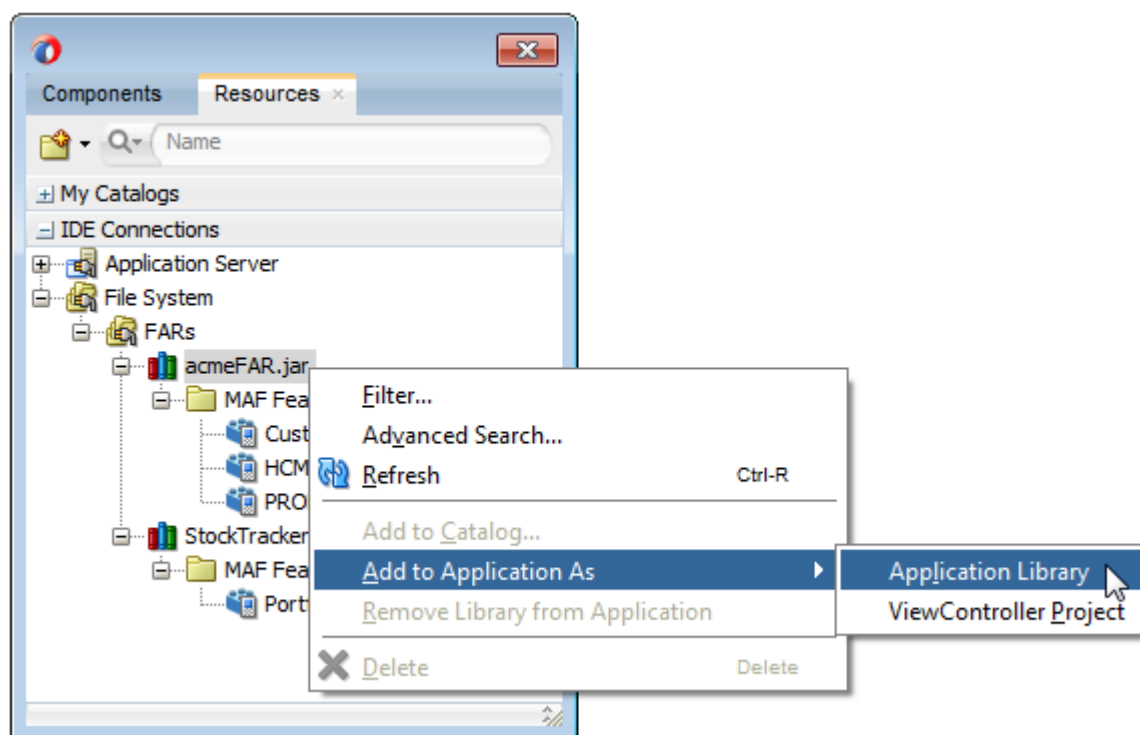 Components Resources
Name
My Catalogs
IDE Connections
Application Server
File System
FARs
acmeFAR.jar
MAF Fea
Cust
HCM
PRO
StockTracker
MAF Fea
Port
Filter...
Advanced Search...
Refresh Ctrl-R
Add to Catalog...
Add to Application As
Remove Library from Application
Delete Delete
Application Library
ViewController Project